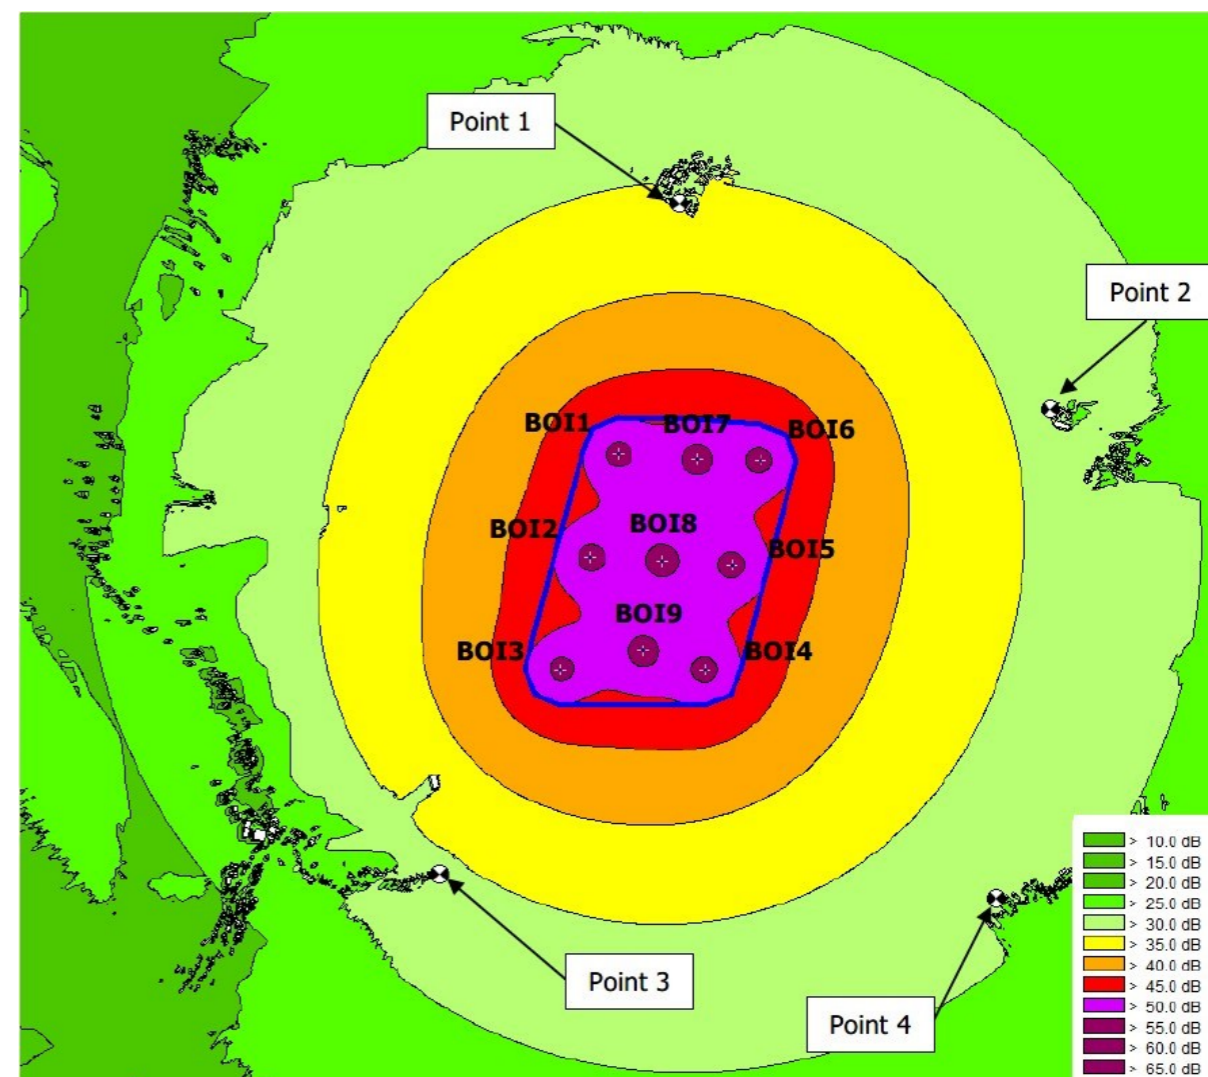 Point 1
Point 2
BOI1
BOI7
BOI6
BOI2
BOI8
BOI5
BOI9
BOI3
BOI4
Point 3
Point 4
> 10.0 dB
> 15.0 dB
> 20.0 dB
> 25.0 dB
> 30.0 dB
> 35.0 dB
> 40.0 dB
> 45.0 dB
> 50.0 dB
> 55.0 dB
> 60.0 dB
> 65.0 dB